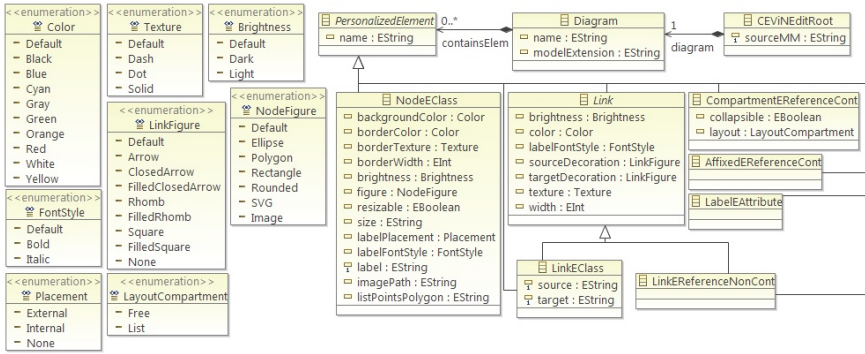 <<enumeration>>
Color
Default
Black
Blue
Cyan
Gray
Green
Orange
Red
White
Yellow
<<enumeration>>
Texture
Default
Dash
Dot
Solid
<<enumeration>>
Brightness
Default
Dark
Light
<<enumeration>>
LinkFigure
Default
Arrow
ClosedArrow
FilledClosedArrow
Rhomb
FilledRhomb
Square
FilledSquare
None
<<enumeration>>
NodeFigure
Default
Ellipse
Polygon
Rectangle
Rounded
SVG
Image
<<enumeration>>
FontStyle
Default
Bold
Italic
<<enumeration>>
Placement
External
Internal
None
<<enumeration>>
LayoutCompartment
Free
List
PersonalizedElement
name : EString
0..*
containsElem
Diagram
name : EString
modelExtension : EString
1
diagram
CEViNEditRoot
sourceMM : EString
NodeEClass
backgroundColor : Color
borderColor : Color
borderTexture : Texture
borderWidth : EInt
brightness : Brightness
figure : NodeFigure
resizable : EBoolean
size : EString
labelPlacement : Placement
labelFontStyle : FontStyle
label : EString
imagePath : EString
listPointsPolygon : EString
Link
brightness : Brightness
color : Color
labelFontStyle : FontStyle
sourceDecoration : LinkFigure
targetDecoration : LinkFigure
texture : Texture
width : EInt
CompartmentEReferenceCont
collapsible : EBoolean
layout : LayoutCompartment
AffixedEReferenceCont
LabelEAttribute
LinkEClass
source : EString
target : EString
LinkEReferenceNonCont